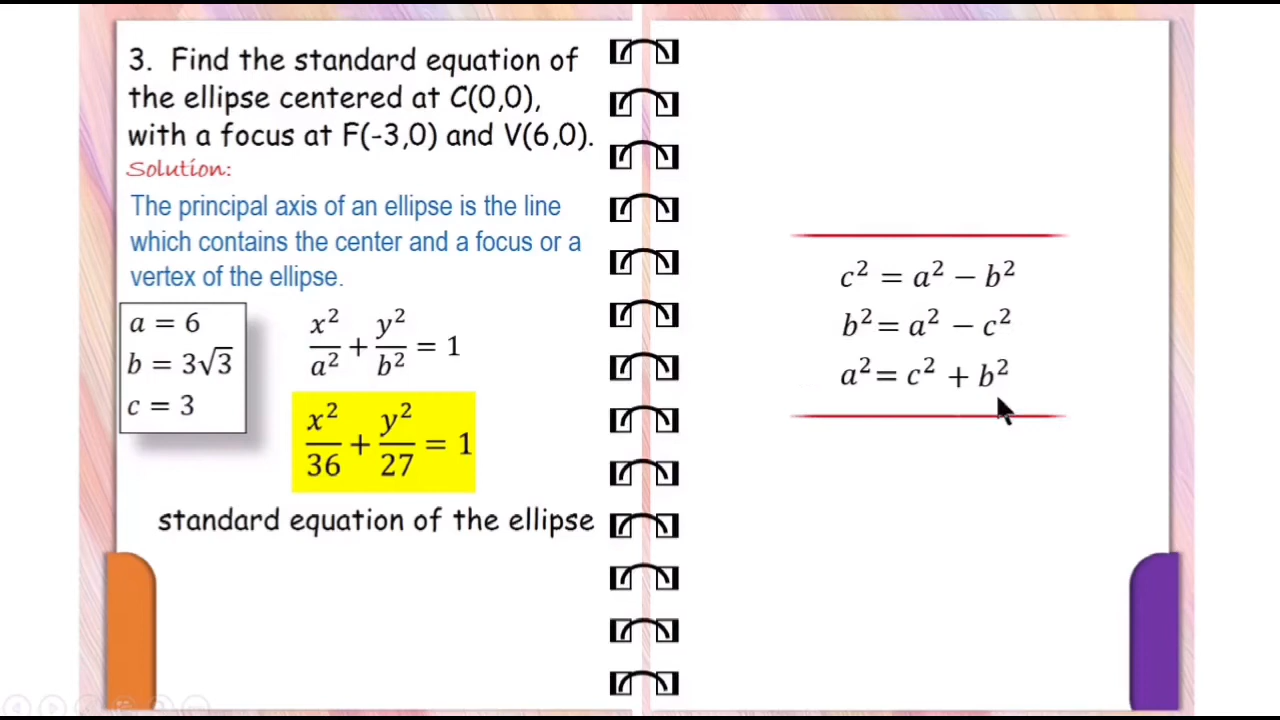 3. Find the standard equation of
the ellipse centered at C(0,0),
with a focus at F(-3,0) and V(6,0).
Solution:
The principal axis of an ellipse is the line
which contains the center and a focus or a
vertex of the ellipse.
a = 6
b = 3√3
c = 3
x²/a² + y²/b² = 1
x²/36 + y²/27 = 1
standard equation of the ellipse
c² = a² − b²
b² = a² − c²
a² = c² + b²